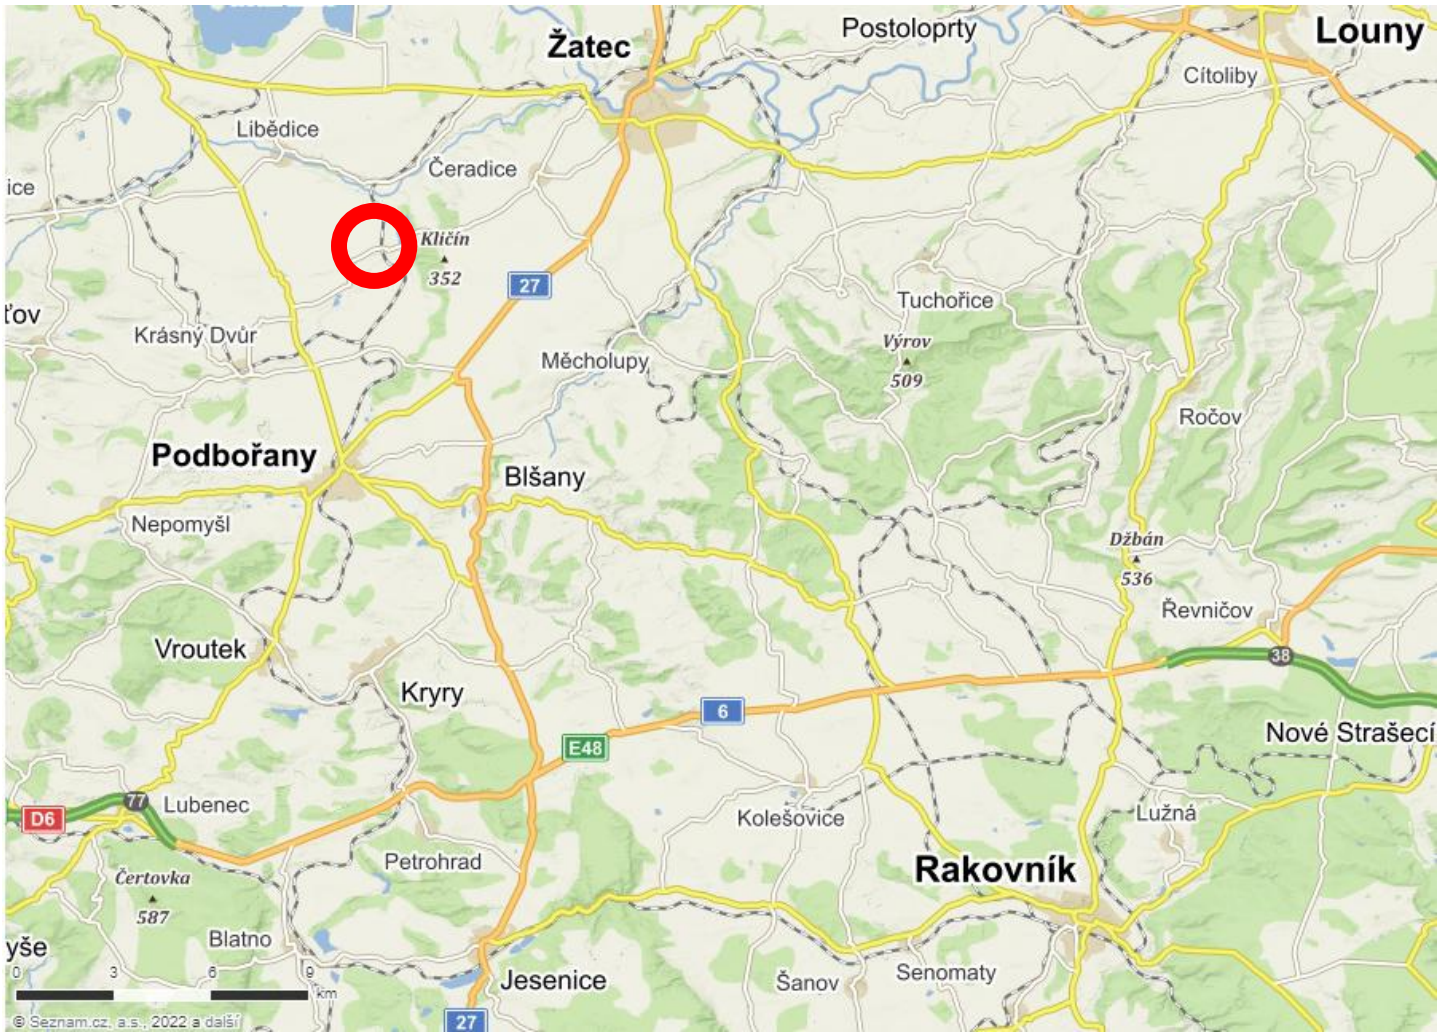 Postoloprty
Louny
Žatec
Cítoliby
Libědice
Čeradice
ice
Kličín
352
27
Tuchořice
ťov
Krásný Dvůr
Výrov
509
Měcholupy
Ročov
Podbořany
Blšany
Nepomyšl
Džbán
536
Řevničov
Vroutek
38
Kryry
6
Nové Strašecí
E48
77
Lubenec
D6
Kolešovice
Lužná
Petrohrad
Rakovník
Čertovka
587
Blatno
yše
Jesenice
Šanov
Senomaty
0 3 6 9
km
27
© Seznam.cz, a.s., 2022 a další